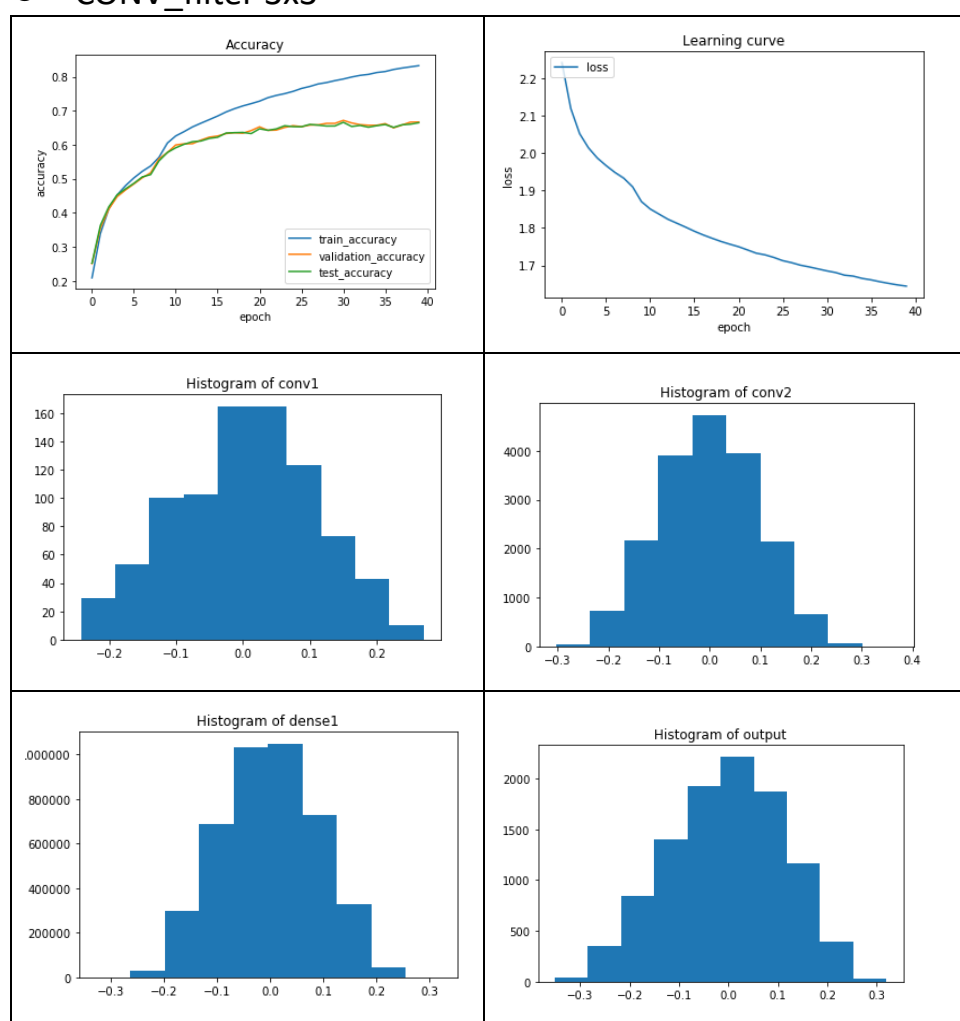 CONV_filter 3x3
Accuracy
0.8
0.7
0.6
0.5
0.4
0.3
0.2
accuracy
train_accuracy
validation_accuracy
test_accuracy
0 5 10 15 20 25 30 35 40
epoch
Learning curve
loss
2.2
2.1
2.0
1.9
1.8
1.7
loss
0 5 10 15 20 25 30 35 40
epoch
Histogram of conv1
160
140
120
100
80
60
40
20
0
−0.2 −0.1 0.0 0.1 0.2
Histogram of conv2
4000
3000
2000
1000
0
−0.3 −0.2 −0.1 0.0 0.1 0.2 0.3 0.4
Histogram of dense1
.000000
800000
600000
400000
200000
0
−0.3 −0.2 −0.1 0.0 0.1 0.2 0.3
Histogram of output
2000
1500
1000
500
0
−0.3 −0.2 −0.1 0.0 0.1 0.2 0.3